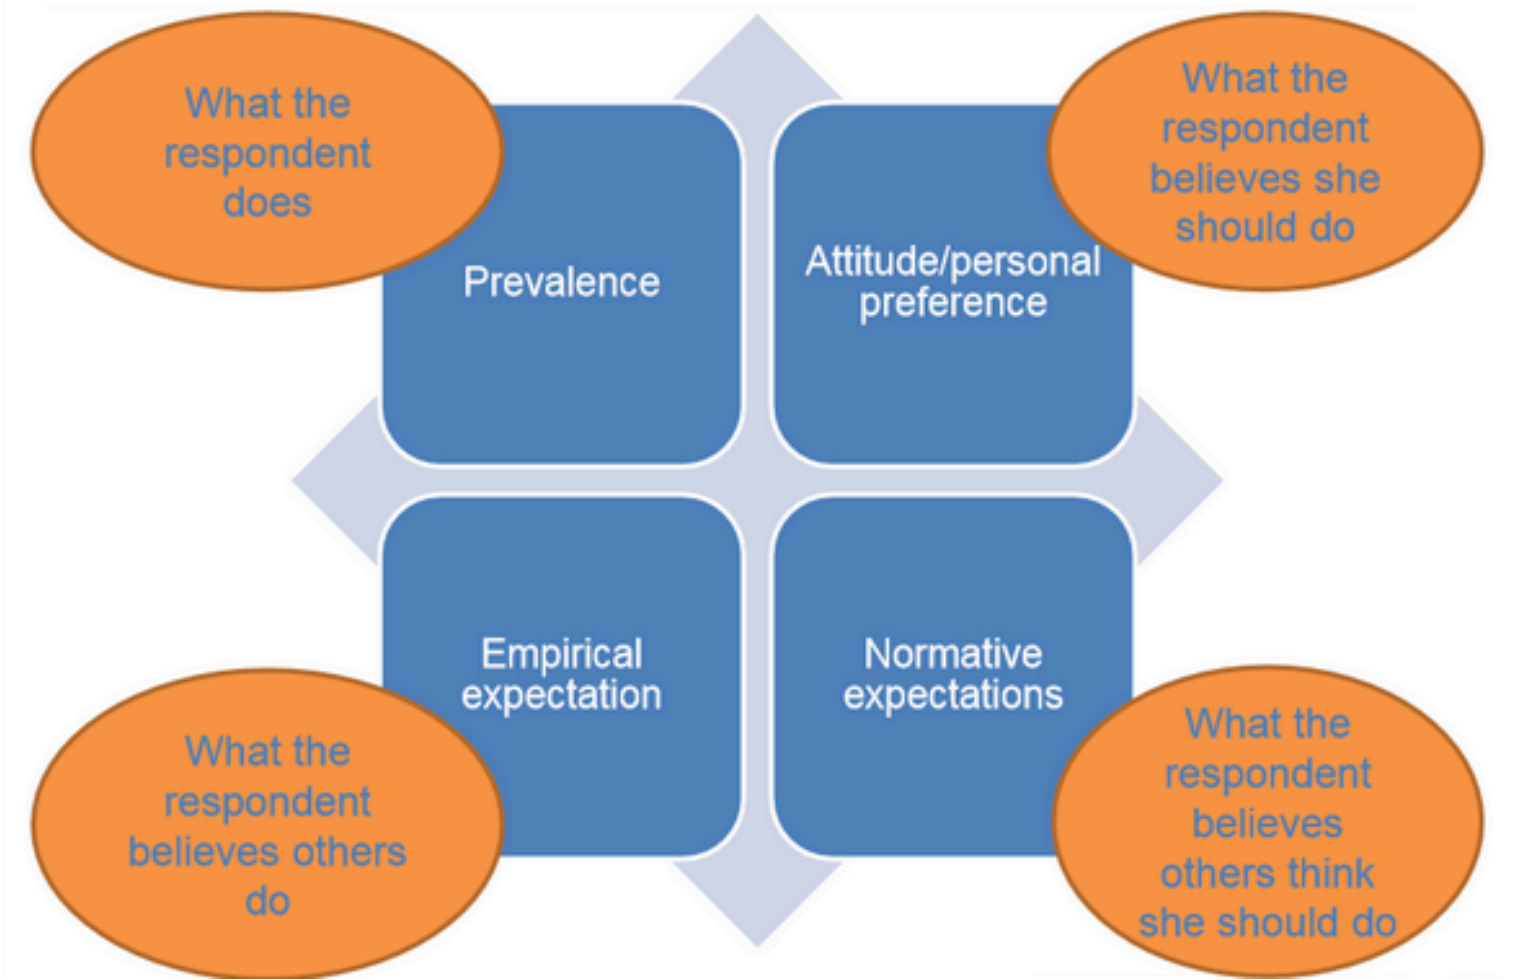 What the
respondent
does
What the
respondent
believes she
should do
Prevalence
Attitude/personal
preference
Empirical
expectation
Normative
expectations
What the
respondent
believes others
do
What the
respondent
believes
others think
she should do